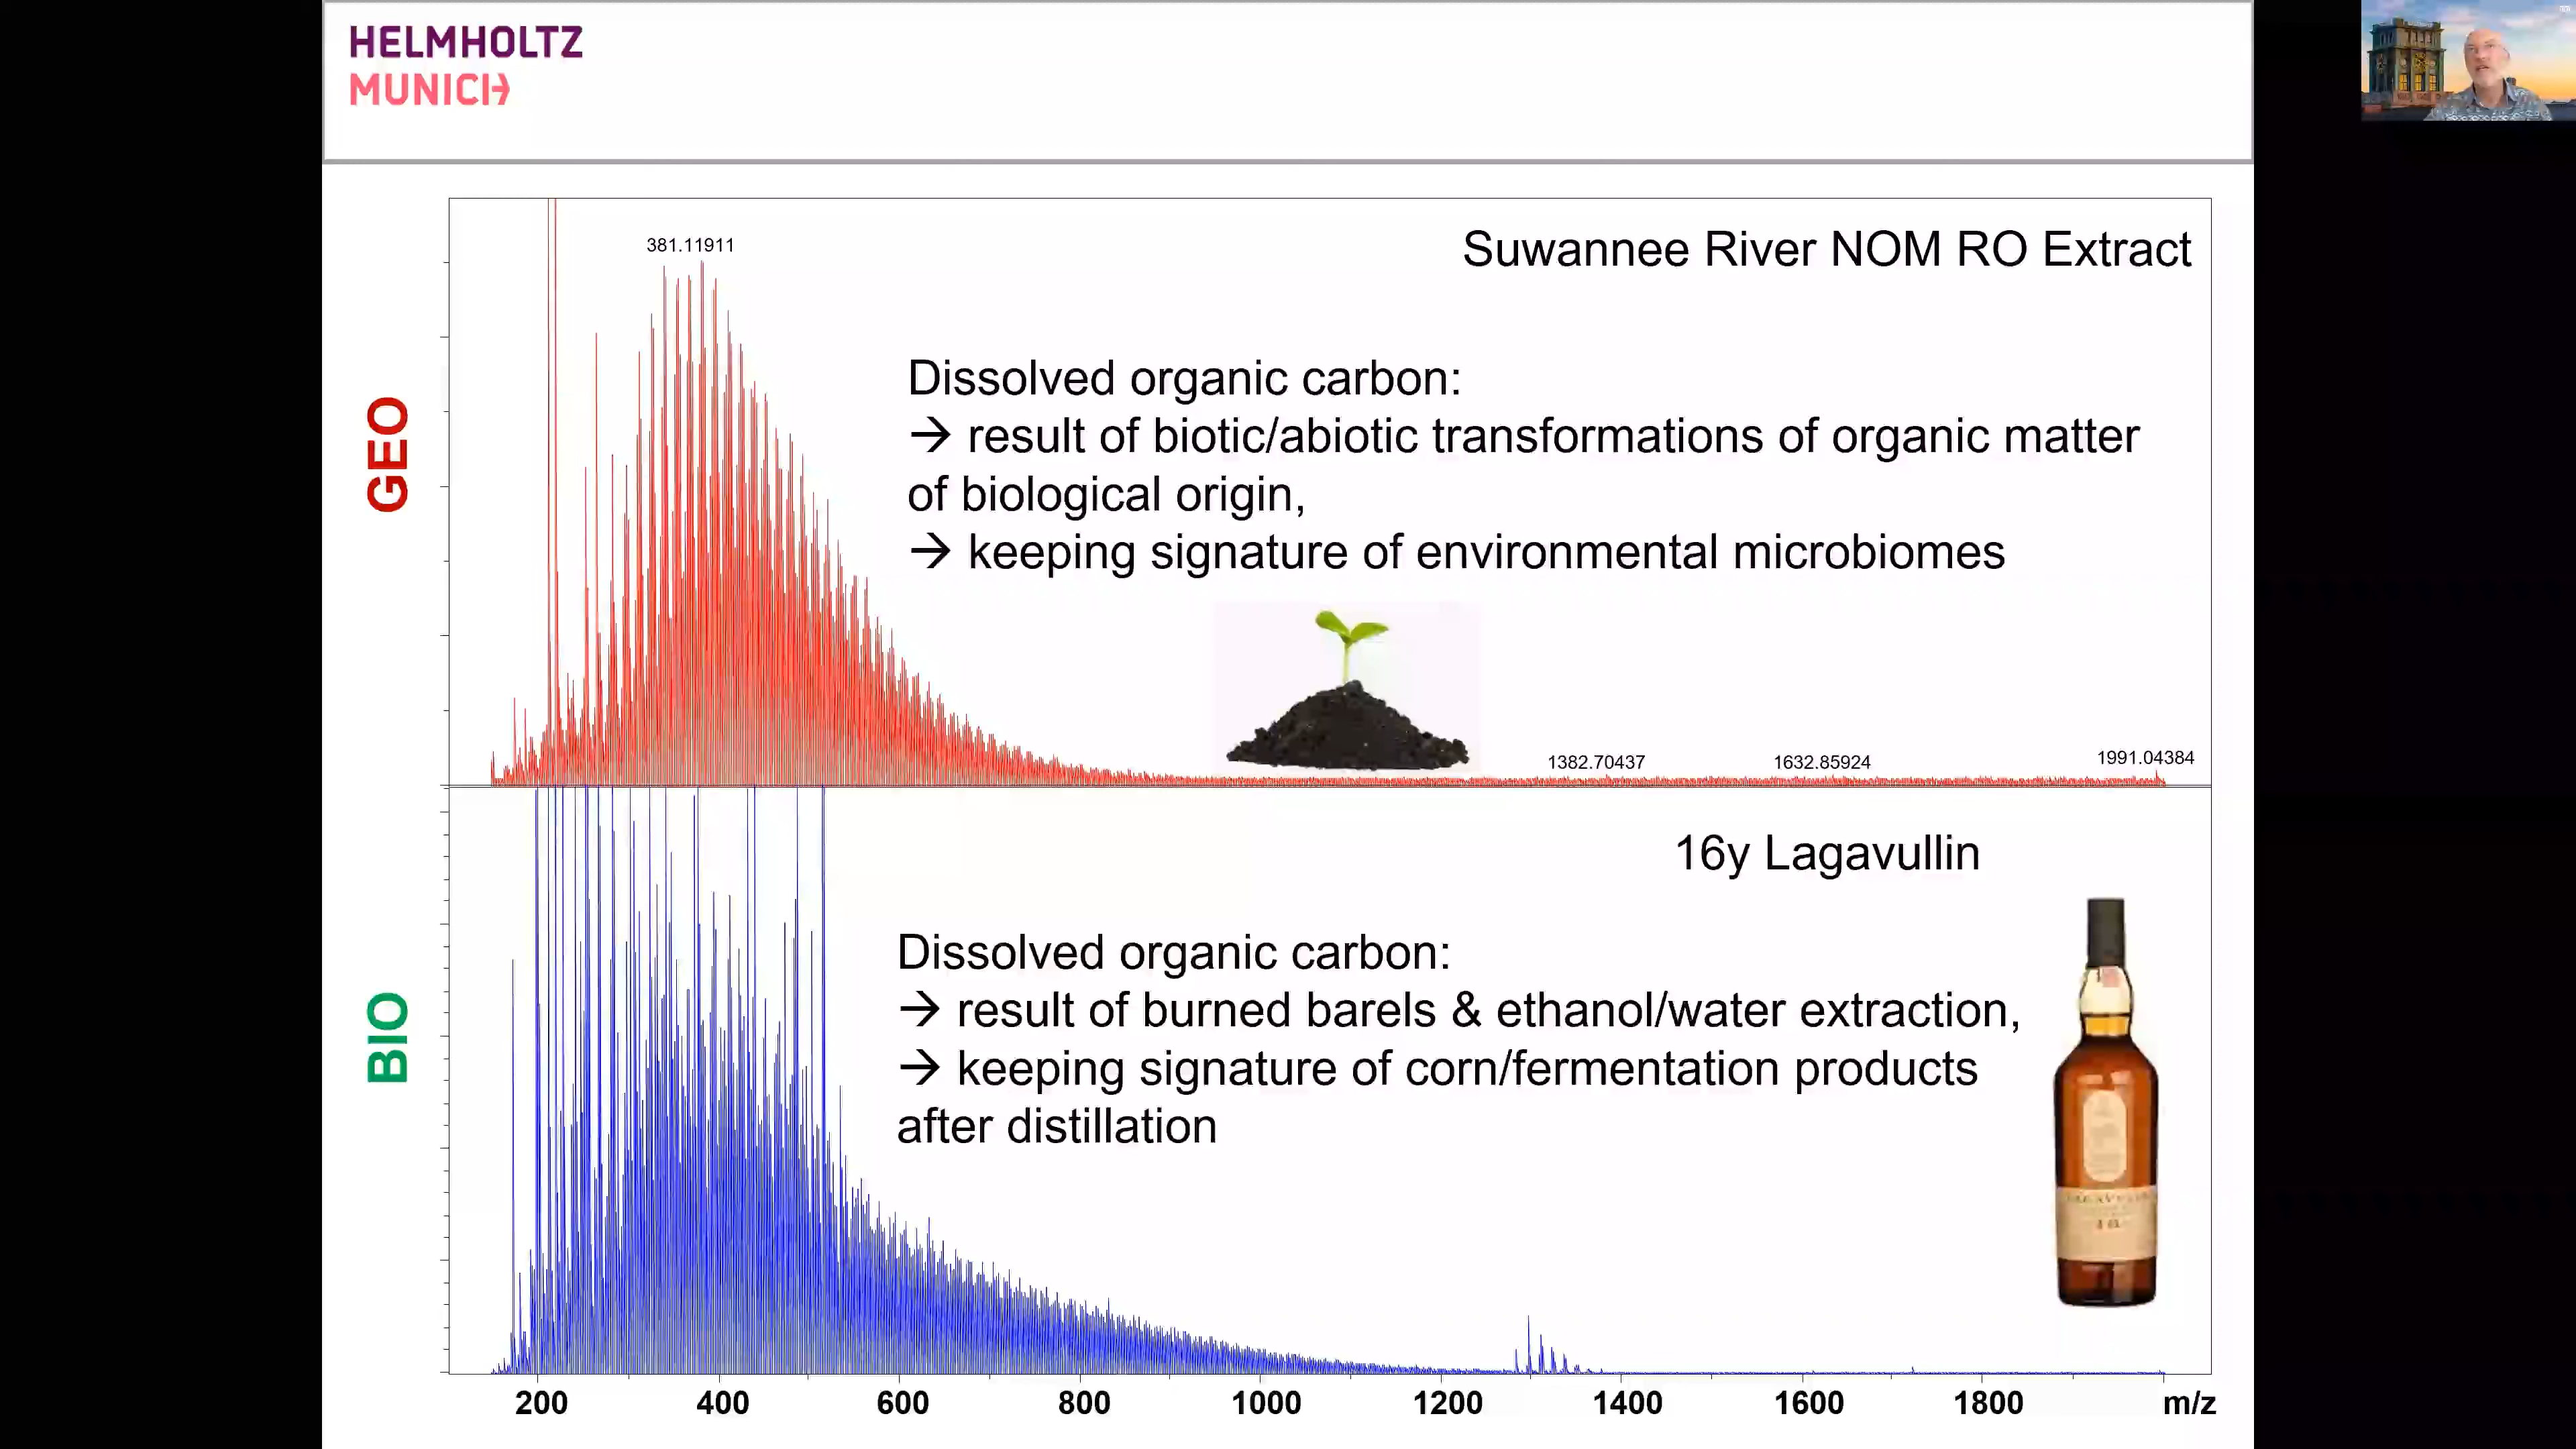 HELMHOLTZ
MUNICH
Suwannee River NOM RO Extract
381.11911
GEO
Dissolved organic carbon:
→ result of biotic/abiotic transformations of organic matter
of biological origin,
→ keeping signature of environmental microbiomes
1382.70437
1632.85924
1991.04384
16y Lagavullin
BIO
Dissolved organic carbon:
→ result of burned barels & ethanol/water extraction,
→ keeping signature of corn/fermentation products
after distillation
200 400 600 800 1000 1200 1400 1600 1800 m/z